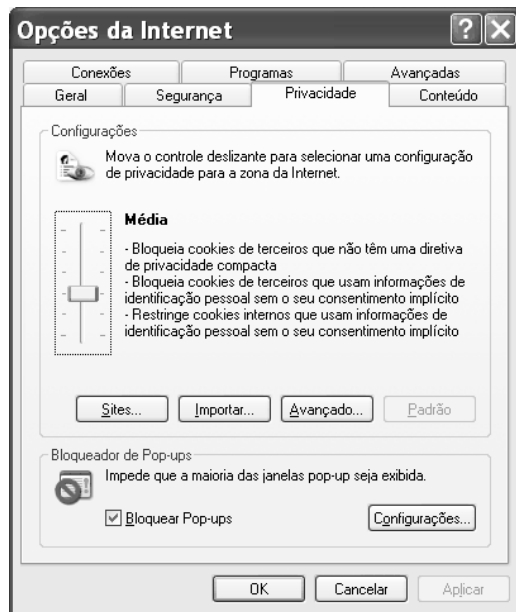 Opções da Internet
Conexões Programas Avançadas
Geral Segurança Privacidade Conteúdo
Configurações
Mova o controle deslizante para selecionar uma configuração
de privacidade para a zona da Internet.
Média
- Bloqueia cookies de terceiros que não têm uma diretiva
de privacidade compacta
- Bloqueia cookies de terceiros que usam informações de
identificação pessoal sem o seu consentimento implícito
- Restringe cookies internos que usam informações de
identificação pessoal sem o seu consentimento implícito
Sites... Importar... Avançado... Padrão
Bloqueador de Pop-ups
Impede que a maioria das janelas pop-up seja exibida.
Bloquear Pop-ups Configurações...
OK Cancelar Aplicar